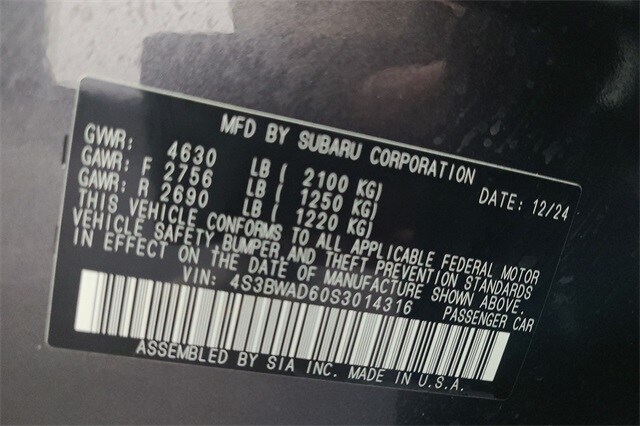 MFD BY SUBARU CORPORATION
GVWR: 4630 LB ( 2100 KG) DATE: 12/24
GAWR: F 2756 LB ( 1250 KG)
GAWR: R 2690 LB ( 1220 KG)
THIS VEHICLE CONFORMS TO ALL APPLICABLE FEDERAL MOTOR
VEHICLE SAFETY, BUMPER, AND THEFT PREVENTION STANDARDS
IN EFFECT ON THE DATE OF MANUFACTURE SHOWN ABOVE.
VIN: 4S3BWAD60S3014316 PASSENGER CAR
ASSEMBLED BY SIA INC. MADE IN U.S.A.